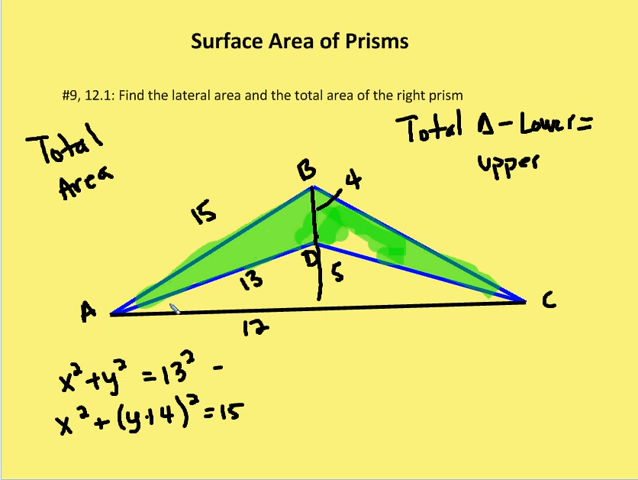 Surface Area of Prisms
#9, 12.1: Find the lateral area and the total area of the right prism
Total
Area
Total Δ - Lower =
upper
B
4
15
D
13
5
A
C
12
x² + y² = 13² -
x² + (y+4)² = 15